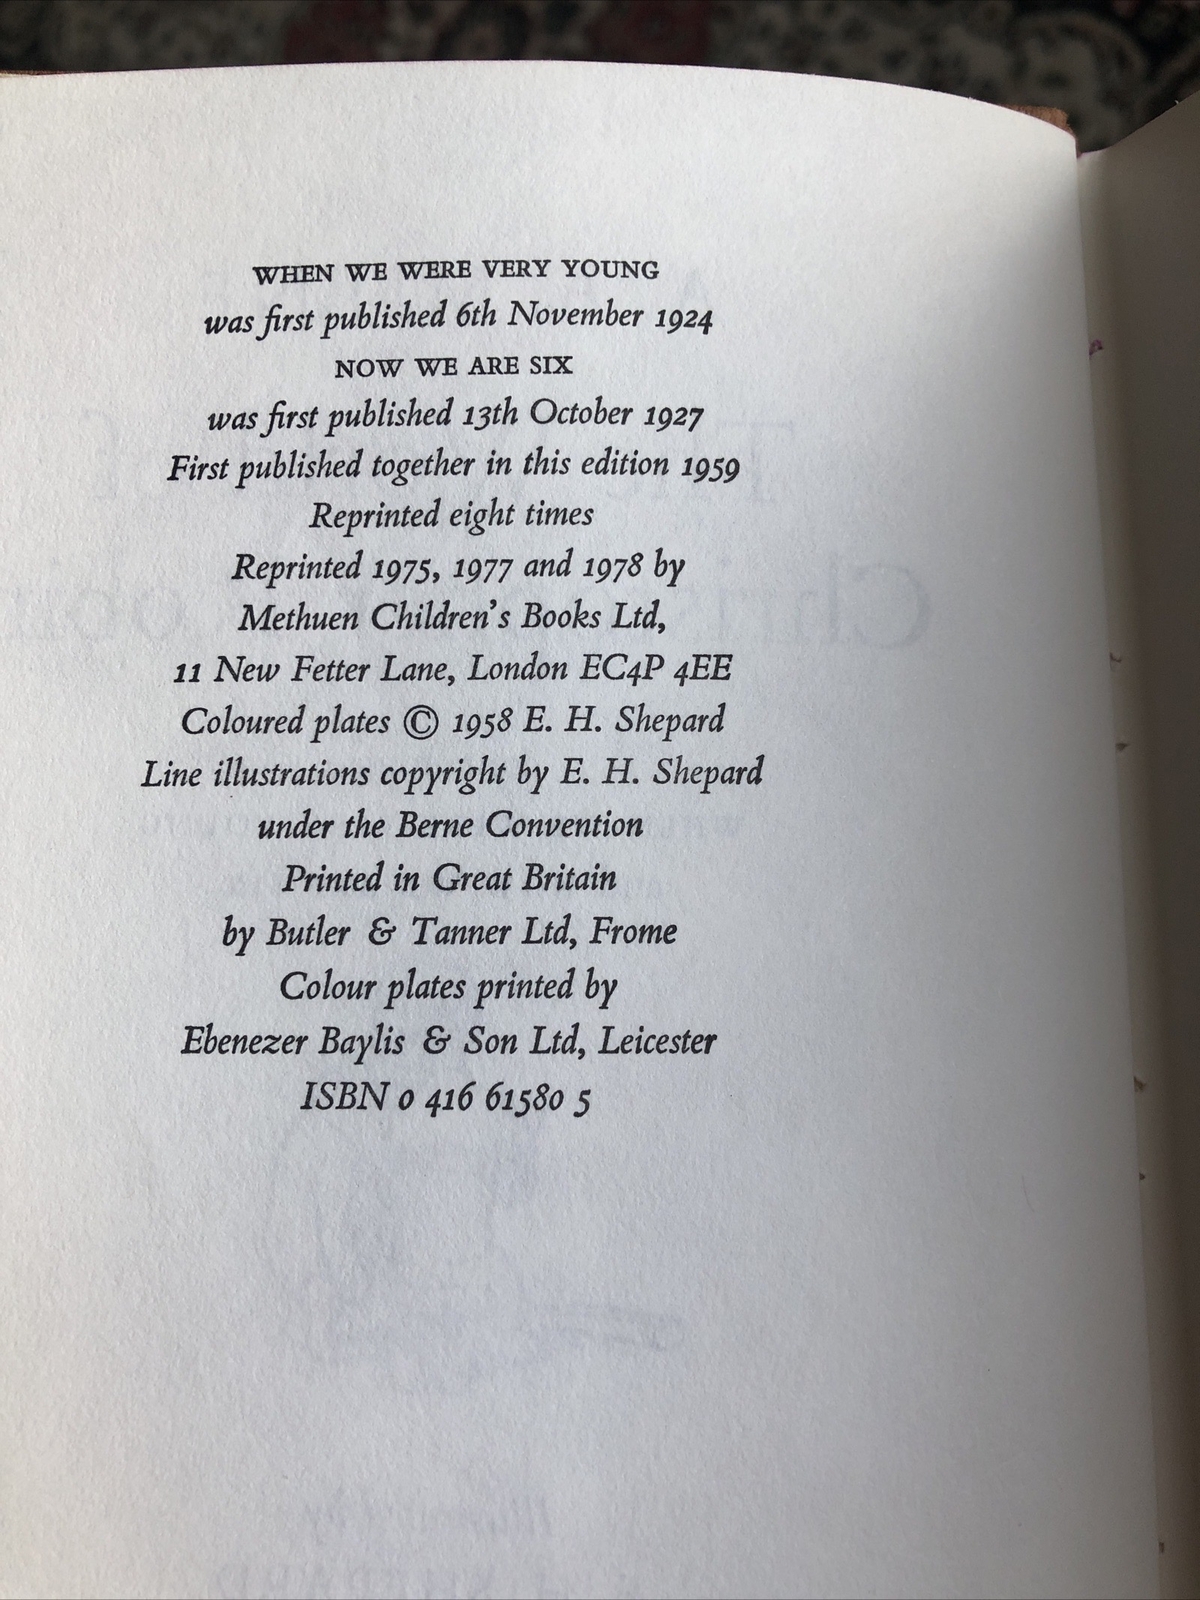 WHEN WE WERE VERY YOUNG
was first published 6th November 1924
NOW WE ARE SIX
was first published 13th October 1927
First published together in this edition 1959
Reprinted eight times
Reprinted 1975, 1977 and 1978 by
Methuen Children's Books Ltd,
11 New Fetter Lane, London EC4P 4EE
Coloured plates © 1958 E. H. Shepard
Line illustrations copyright by E. H. Shepard
under the Berne Convention
Printed in Great Britain
by Butler & Tanner Ltd, Frome
Colour plates printed by
Ebenezer Baylis & Son Ltd, Leicester
ISBN 0 416 61580 5